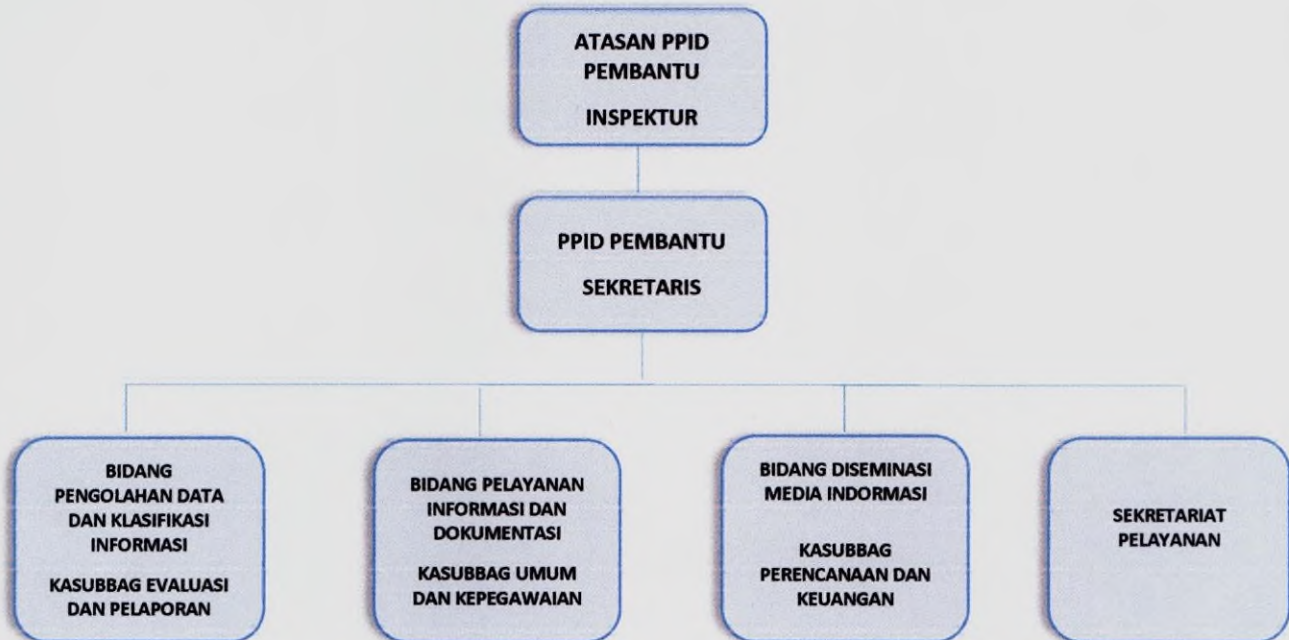 ATASAN PPID
PEMBANTU
INSPEKTUR
PPID PEMBANTU
SEKRETARIS
BIDANG
PENGOLAHAN DATA
DAN KLASIFIKASI
INFORMASI
KASUBBAG EVALUASI
DAN PELAPORAN
BIDANG PELAYANAN
INFORMASI DAN
DOKUMENTASI
KASUBBAG UMUM
DAN KEPEGAWAIAN
BIDANG DISEMINASI
MEDIA INDORMASI
KASUBBAG
PERENCANAAN DAN
KEUANGAN
SEKRETARIAT
PELAYANAN